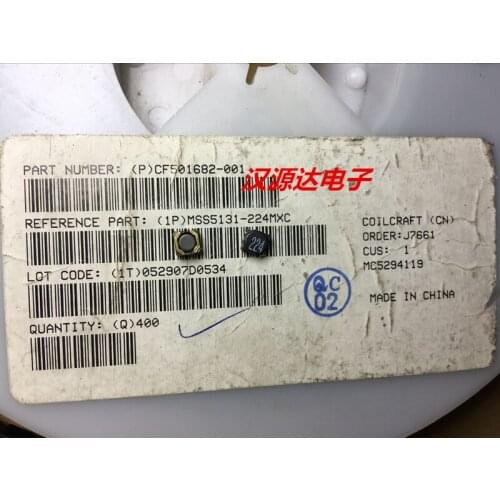 PART NUMBER: (P)CF501682-001
汉源达电子
REFERENCE PART: (1P)MSS5131-224MXC
224
LOT CODE: (1T)052907D0534
QUANTITY: (Q)400
COILCRAFT (CN)
ORDER:J7661
CUS: 1
MC5294119
QC
02
MADE IN CHINA